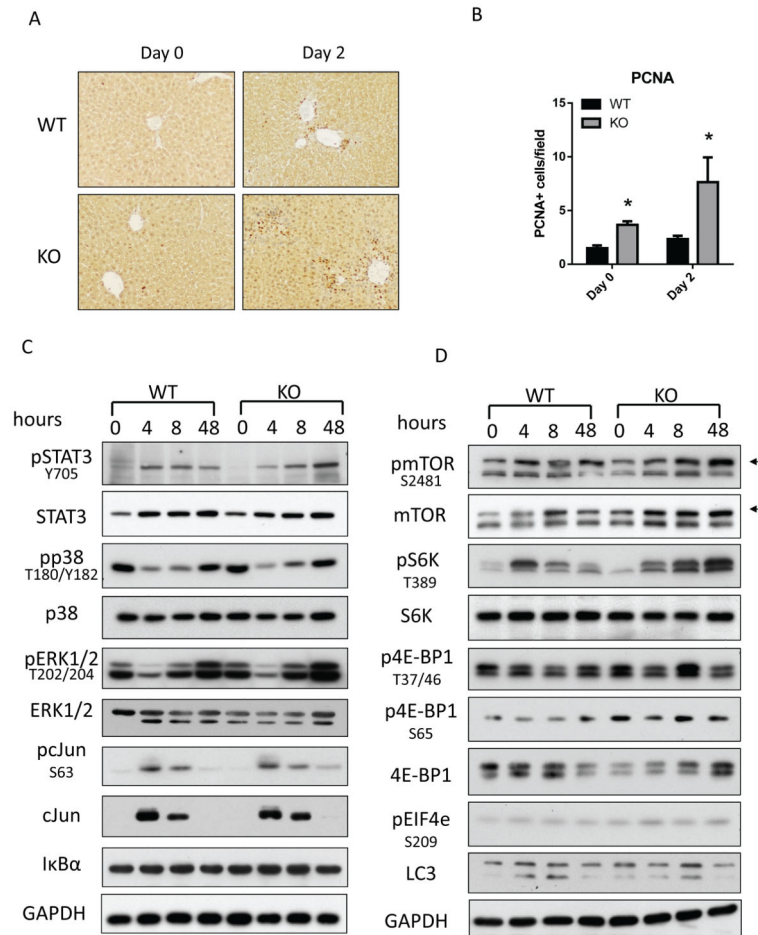 A
Day 0 Day 2
WT
KO
B
PCNA
WT
KO
PCNA+ cells/field
15
10
5
0
*
*
Day 0
Day 2
C
WT KO
hours 0 4 8 48 0 4 8 48
pSTAT3
Y705
STAT3
pp38
T180/Y182
p38
pERK1/2
T202/204
ERK1/2
pcJun
S63
cJun
IκBα
GAPDH
D
WT KO
hours 0 4 8 48 0 4 8 48
pmTOR
S2481
mTOR
pS6K
T389
S6K
p4E-BP1
T37/46
p4E-BP1
S65
4E-BP1
pEIF4e
S209
LC3
GAPDH